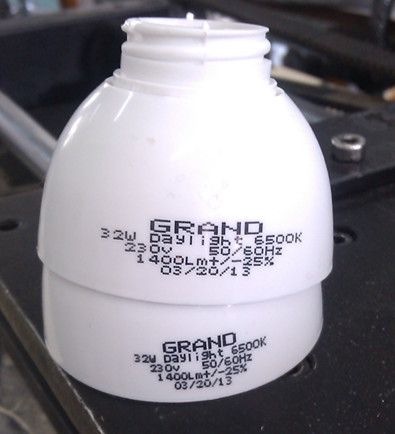 GRAND
32W Daylight 6500K
230v 50/60Hz
1400Lm+/-25%
03/20/13
GRAND
32W Daylight 6500K
230v 50/60Hz
1400Lm+/-25%
03/20/13